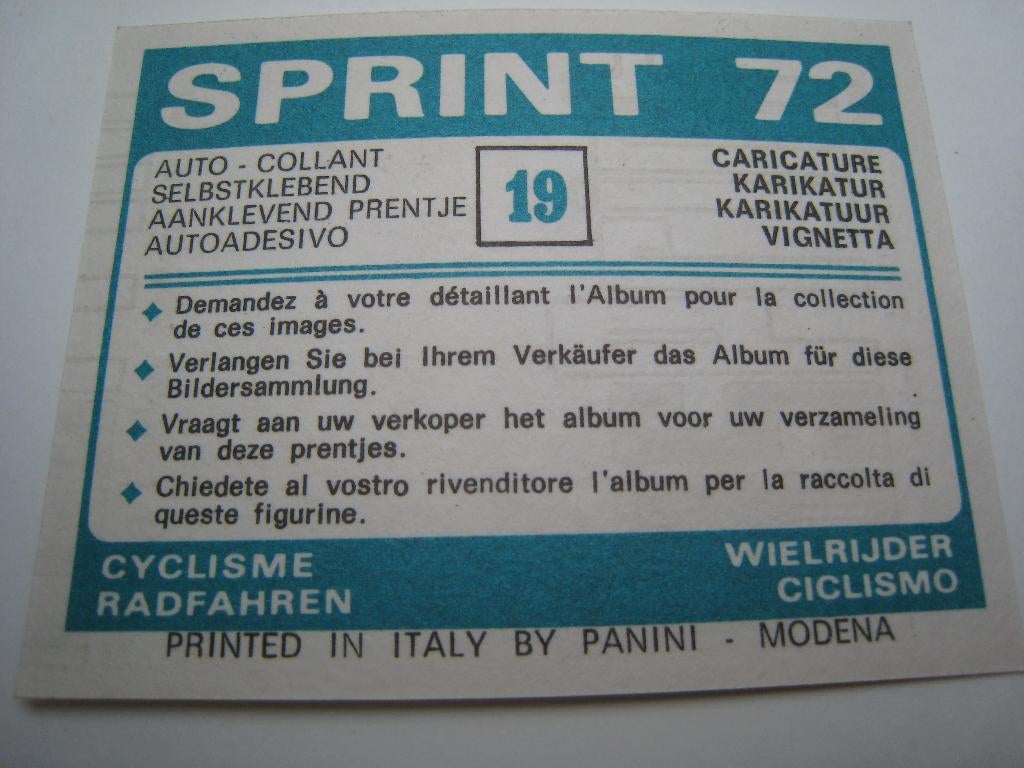 SPRINT 72
AUTO - COLLANT
SELBSTKLEBEND
AANKLEVEND PRENTJE
AUTOADESIVO
19
CARICATURE
KARIKATUR
KARIKATUUR
VIGNETTA
Demandez à votre détaillant l'Album pour la collection
de ces images.
Verlangen Sie bei Ihrem Verkäufer das Album für diese
Bildersammlung.
Vraagt aan uw verkoper het album voor uw verzameling
van deze prentjes.
Chiedete al vostro rivenditore l'album per la raccolta di
queste figurine.
CYCLISME
RADFAHREN
WIELRIJDER
CICLISMO
PRINTED IN ITALY BY PANINI - MODENA